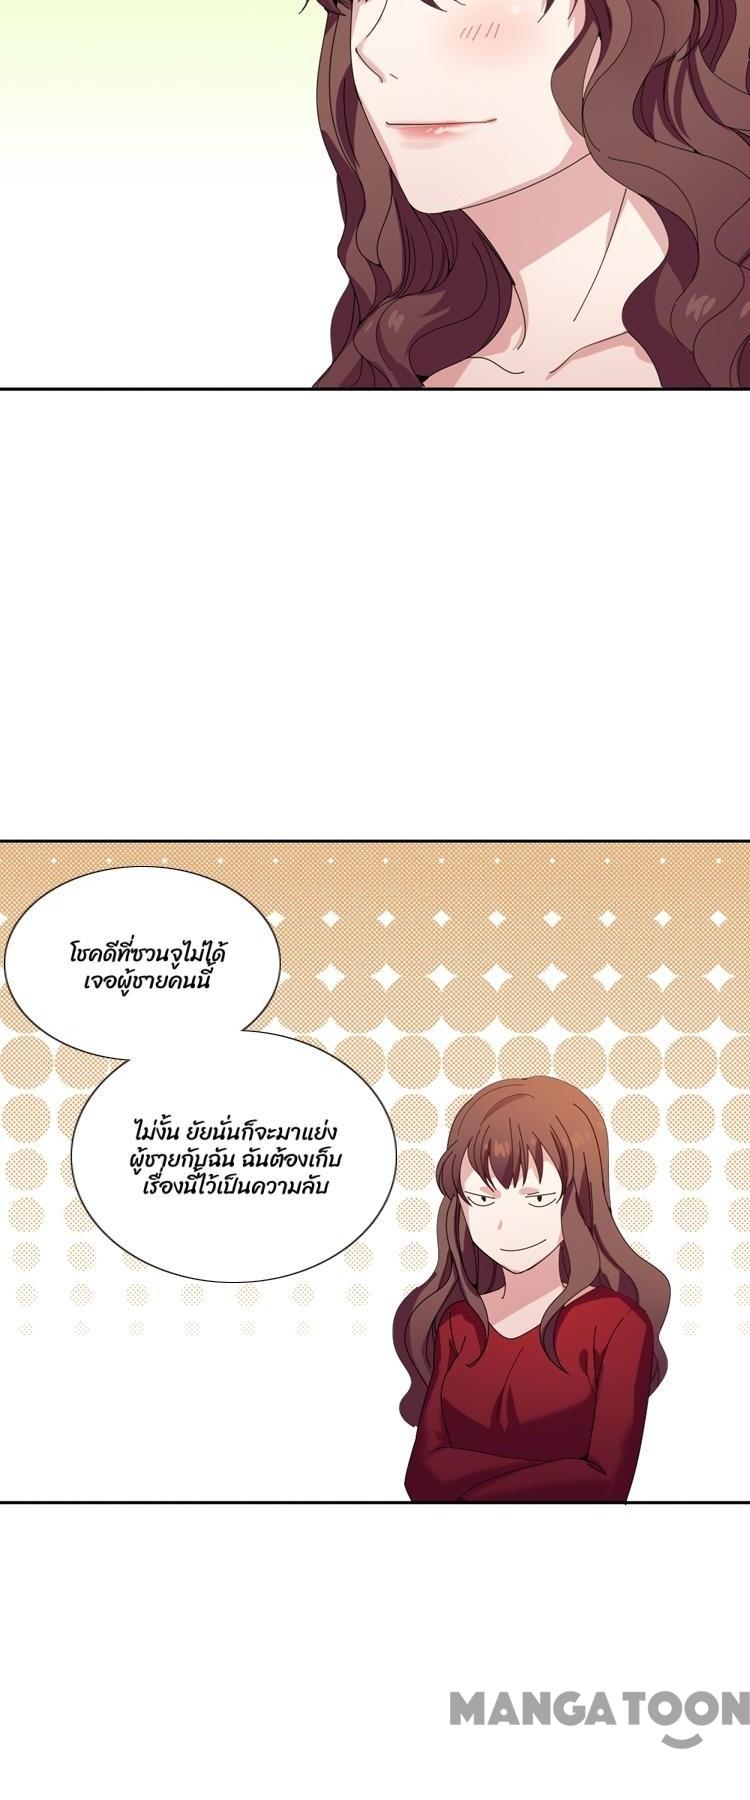 โชคดีที่ซวนจูไม่ได้
เจอผู้ชายคนนี้
ไม่งั้น ยัยนั่นก็จะมาแย่ง
ผู้ชายกับฉัน ฉันต้องเก็บ
เรื่องนี้ไว้เป็นความลับ
MANGATOON